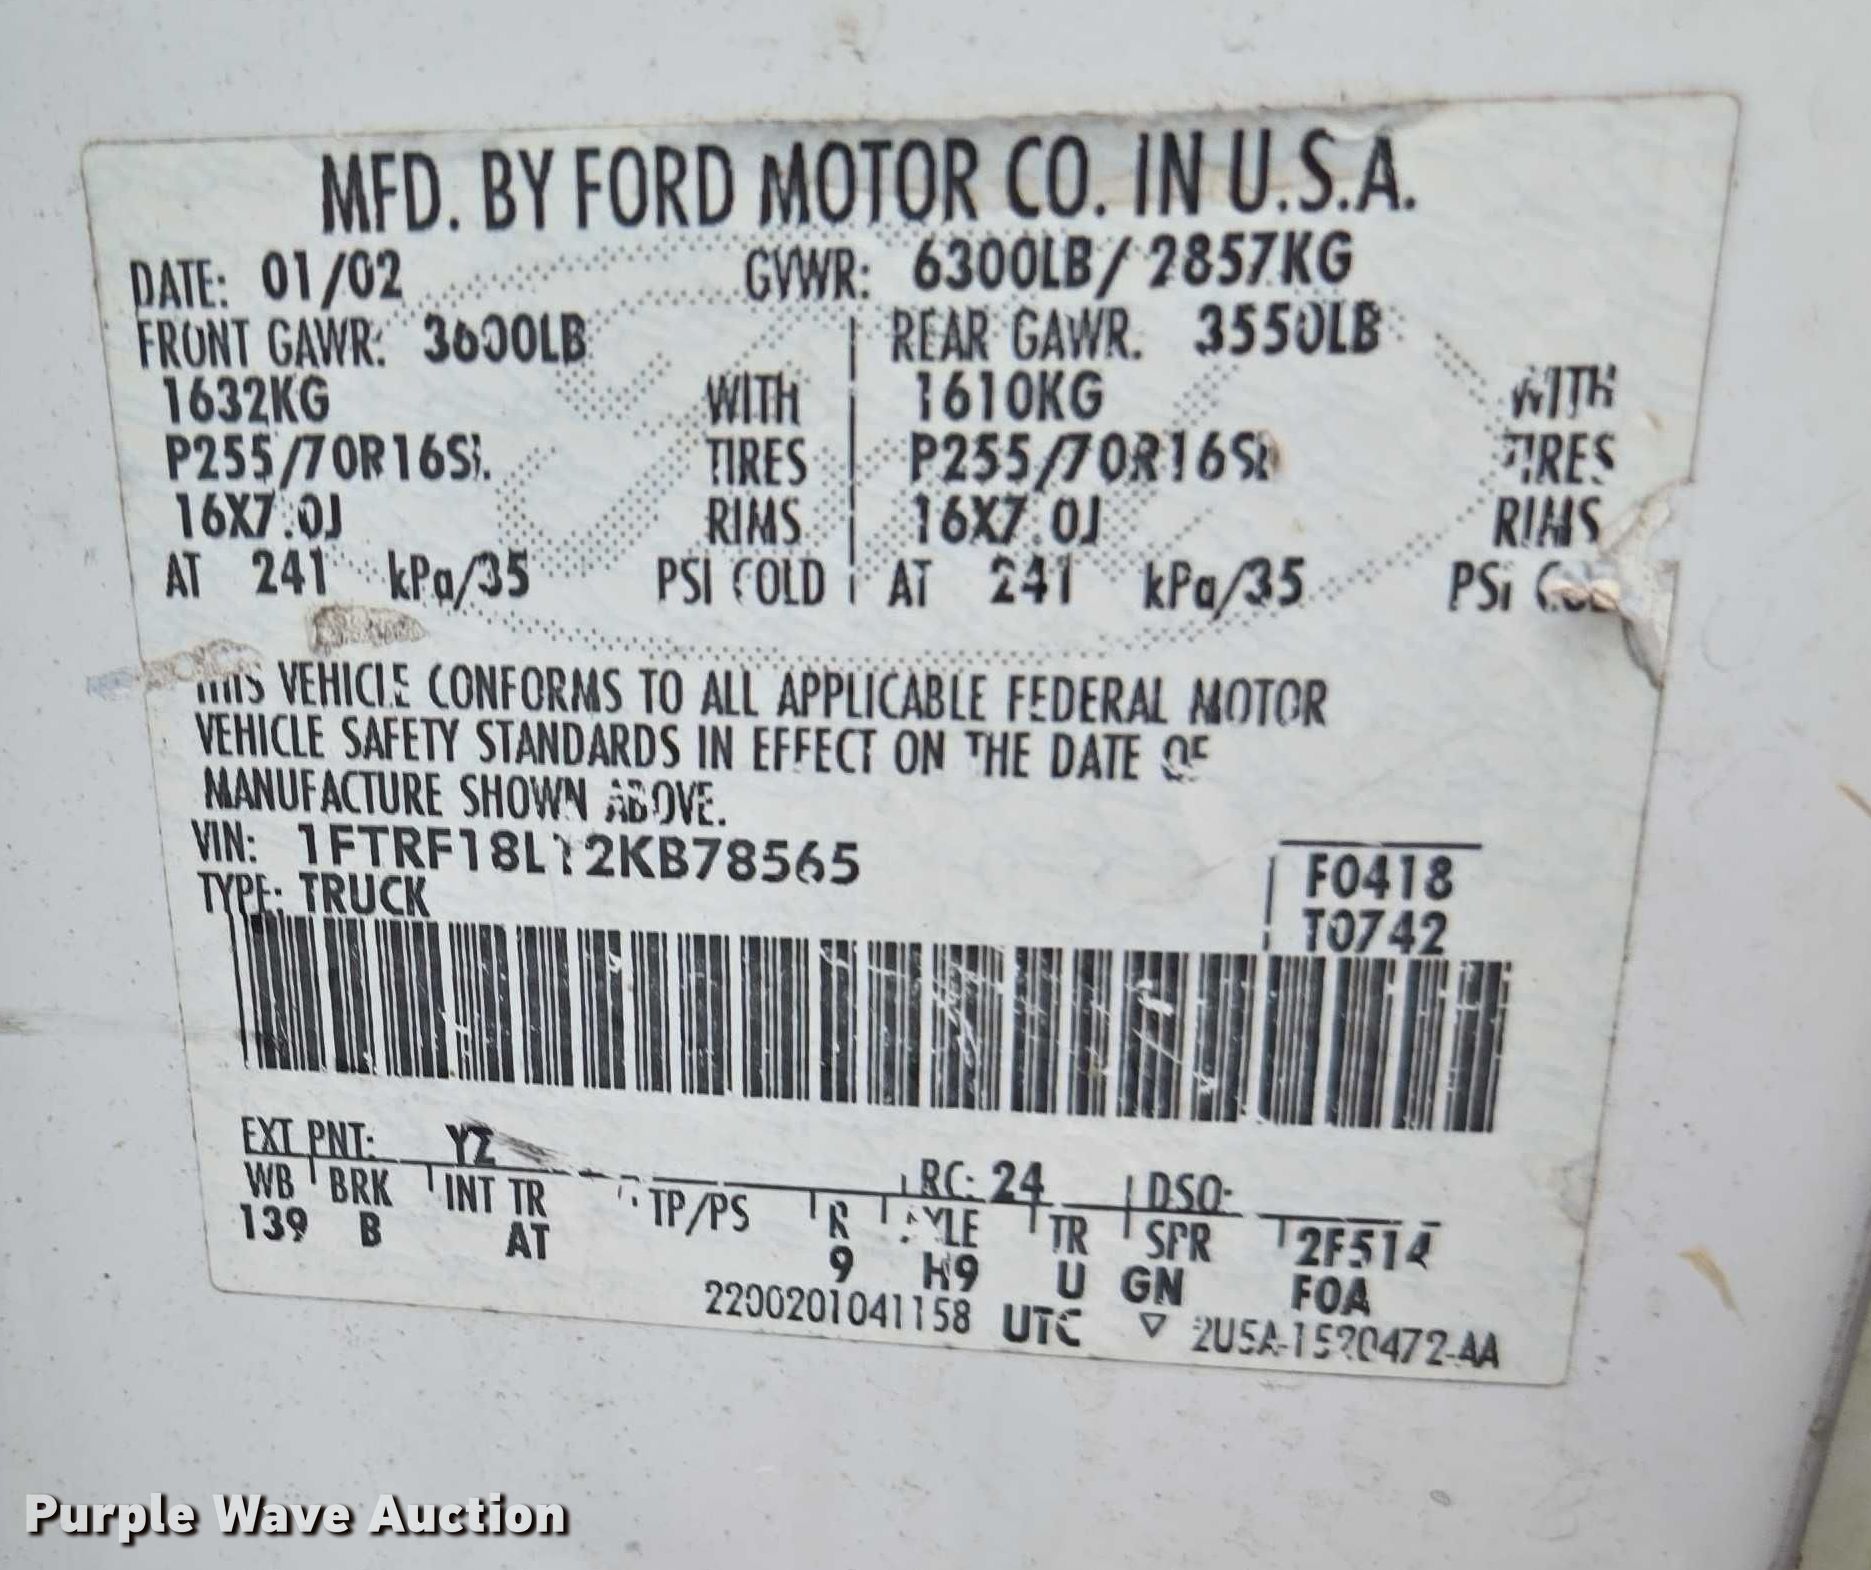 MFD. BY FORD MOTOR CO. IN U.S.A.
DATE: 01/02 GVWR: 6300LB/ 2857KG
FRONT GAWR: 3600LB REAR GAWR: 3550LB
1632KG WITH 1610KG WITH
P255/70R16SL TIRES P255/70R16SL TIRES
16X7.0J RIMS 16X7.0J RIMS
AT 241 kPa/35 PSI COLD AT 241 kPa/35 PSI COLD
THIS VEHICLE CONFORMS TO ALL APPLICABLE FEDERAL MOTOR
VEHICLE SAFETY STANDARDS IN EFFECT ON THE DATE OF
MANUFACTURE SHOWN ABOVE.
VIN: F0418
TYPE: TRUCK T0742
EXT PNT: YZ RC: 24 DSO:
WB BRK INT TR TP/PS R AXLE TR SPR 2F514
139 B AT 9 H9 U GN FOA
2200201041158 UTC ▽ 2U5A-1520472-AA
Purple Wave Auction